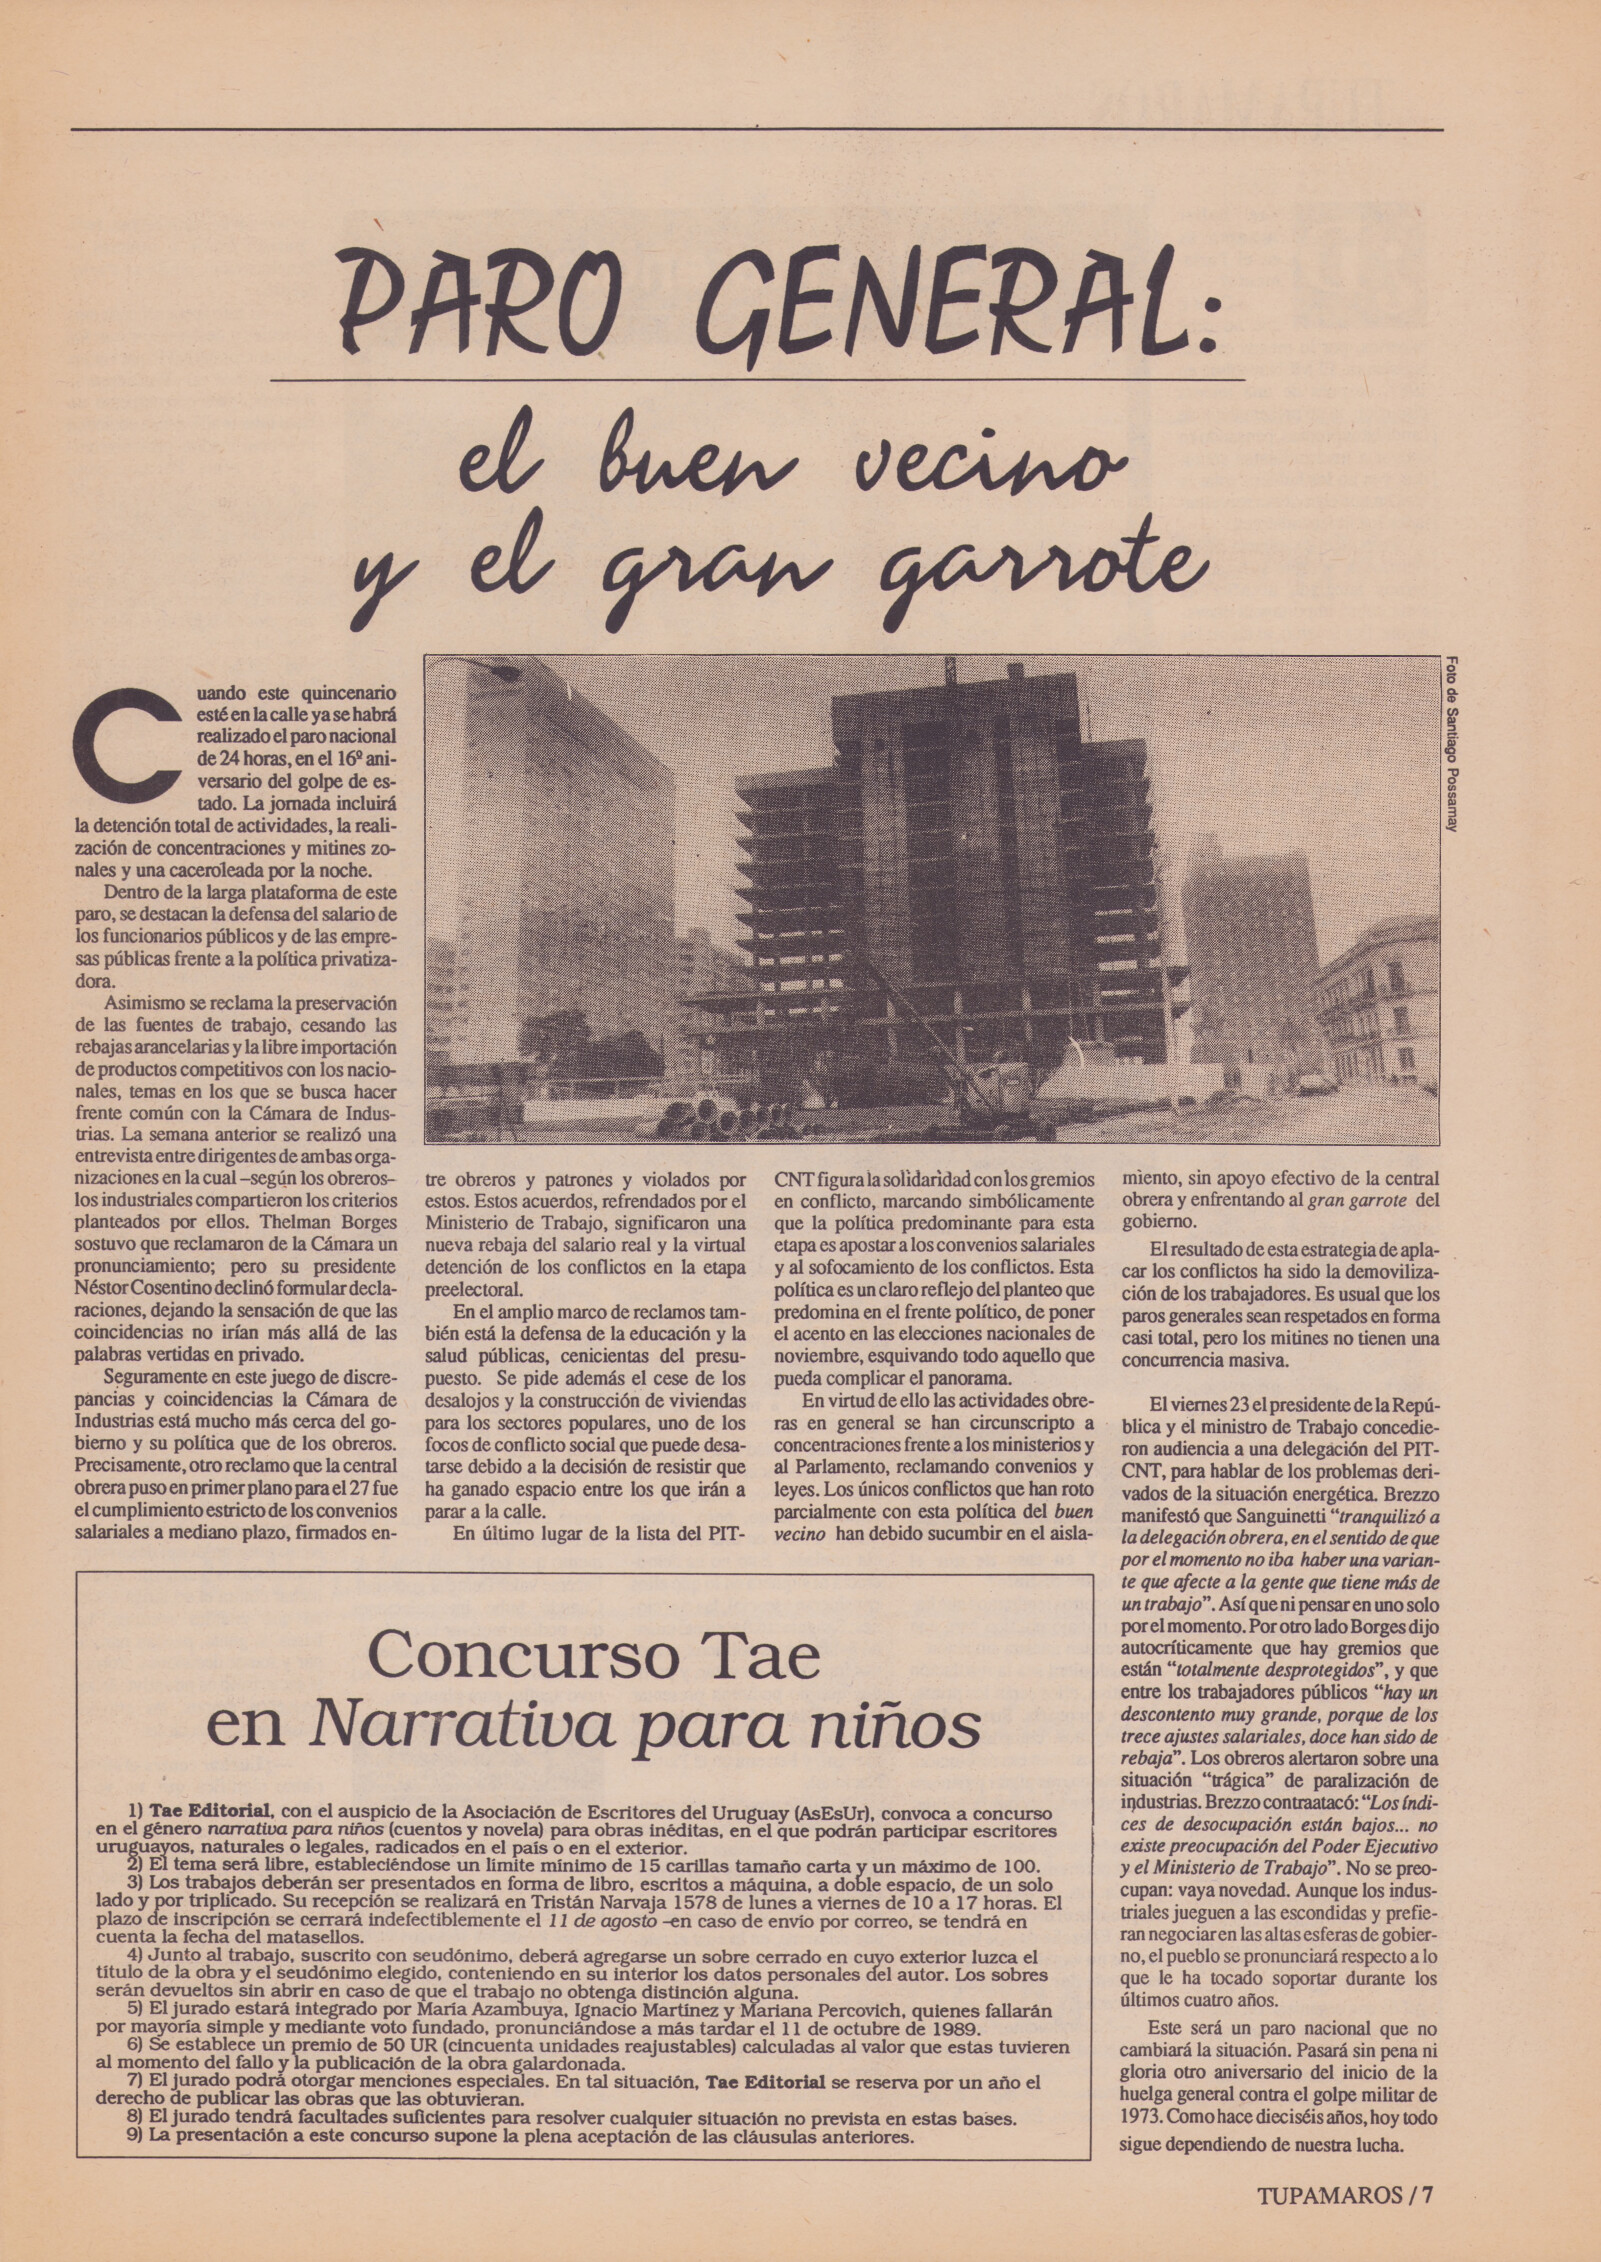 PARO GENERAL:
el buen vecino
y el gran garrote
Foto de Santiago Possamay
Cuando este quincenario
esté en la calle ya se habrá
realizado el paro nacional
de 24 horas, en el 16º ani-
versario del golpe de es-
tado. La jornada incluirá
la detención total de actividades, la reali-
zación de concentraciones y mitines zo-
nales y una caceroleada por la noche.
Dentro de la larga plataforma de este
paro, se destacan la defensa del salario de
los funcionarios públicos y de las empre-
sas públicas frente a la política privatiza-
dora.
Asimismo se reclama la preservación
de las fuentes de trabajo, cesando las
rebajas arancelarias y la libre importación
de productos competitivos con los nacio-
nales, temas en los que se busca hacer
frente común con la Cámara de Indus-
trias. La semana anterior se realizó una
entrevista entre dirigentes de ambas orga-
nizaciones en la cual –según los obreros–
los industriales compartieron los criterios
planteados por ellos. Thelman Borges
sostuvo que reclamaron de la Cámara un
pronunciamiento; pero su presidente
Néstor Cosentino declinó formular decla-
raciones, dejando la sensación de que las
coincidencias no irían más allá de las
palabras vertidas en privado.
Seguramente en este juego de discre-
pancias y coincidencias la Cámara de
Industrias está mucho más cerca del go-
bierno y su política que de los obreros.
Precisamente, otro reclamo que la central
obrera puso en primer plano para el 27 fue
el cumplimiento estricto de los convenios
salariales a mediano plazo, firmados en-
tre obreros y patrones y violados por
estos. Estos acuerdos, refrendados por el
Ministerio de Trabajo, significaron una
nueva rebaja del salario real y la virtual
detención de los conflictos en la etapa
preelectoral.
En el amplio marco de reclamos tam-
bién está la defensa de la educación y la
salud públicas, cenicientas del presu-
puesto. Se pide además el cese de los
desalojos y la construcción de viviendas
para los sectores populares, uno de los
focos de conflicto social que puede desa-
tarse debido a la decisión de resistir que
ha ganado espacio entre los que irán a
parar a la calle.
En último lugar de la lista del PIT-
CNT figura la solidaridad con los gremios
en conflicto, marcando simbólicamente
que la política predominante para esta
etapa es apostar a los convenios salariales
y al sofocamiento de los conflictos. Esta
política es un claro reflejo del planteo que
predomina en el frente político, de poner
el acento en las elecciones nacionales de
noviembre, esquivando todo aquello que
pueda complicar el panorama.
En virtud de ello las actividades obre-
ras en general se han circunscripto a
concentraciones frente a los ministerios y
al Parlamento, reclamando convenios y
leyes. Los únicos conflictos que han roto
parcialmente con esta política del buen
vecino han debido sucumbir en el aisla-
miento, sin apoyo efectivo de la central
obrera y enfrentando al gran garrote del
gobierno.
El resultado de esta estrategia de apla-
car los conflictos ha sido la demoviliza-
ción de los trabajadores. Es usual que los
paros generales sean respetados en forma
casi total, pero los mitines no tienen una
concurrencia masiva.
El viernes 23 el presidente de la Repú-
blica y el ministro de Trabajo concedie-
ron audiencia a una delegación del PIT-
CNT, para hablar de los problemas deri-
vados de la situación energética. Brezzo
manifestó que Sanguinetti “tranquilizó a
la delegación obrera, en el sentido de que
por el momento no iba haber una varian-
te que afecte a la gente que tiene más de
un trabajo”. Así que ni pensar en uno solo
por el momento. Por otro lado Borges dijo
autocríticamente que hay gremios que
están “totalmente desprotegidos”, y que
entre los trabajadores públicos “hay un
descontento muy grande, porque de los
trece ajustes salariales, doce han sido de
rebaja”. Los obreros alertaron sobre una
situación “trágica” de paralización de
industrias. Brezzo contraatacó: “Los índi-
ces de desocupación están bajos... no
existe preocupación del Poder Ejecutivo
y el Ministerio de Trabajo”. No se preo-
cupan: vaya novedad. Aunque los indus-
triales jueguen a las escondidas y prefie-
ran negociar en las altas esferas de gobier-
no, el pueblo se pronunciará respecto a lo
que le ha tocado soportar durante los
últimos cuatro años.
Este será un paro nacional que no
cambiará la situación. Pasará sin pena ni
gloria otro aniversario del inicio de la
huelga general contra el golpe militar de
1973. Como hace dieciséis años, hoy todo
sigue dependiendo de nuestra lucha.
Concurso Tae
en Narrativa para niños
1) Tae Editorial, con el auspicio de la Asociación de Escritores del Uruguay (AsEsUr), convoca a concurso
en el género narrativa para niños (cuentos y novela) para obras inéditas, en el que podrán participar escritores
uruguayos, naturales o legales, radicados en el país o en el exterior.
2) El tema será libre, estableciéndose un limite mínimo de 15 carillas tamaño carta y un máximo de 100.
3) Los trabajos deberán ser presentados en forma de libro, escritos a máquina, a doble espacio, de un solo
lado y por triplicado. Su recepción se realizará en Tristán Narvaja 1578 de lunes a viernes de 10 a 17 horas. El
plazo de inscripción se cerrará indefectiblemente el 11 de agosto –en caso de envío por correo, se tendrá en
cuenta la fecha del matasellos.
4) Junto al trabajo, suscrito con seudónimo, deberá agregarse un sobre cerrado en cuyo exterior luzca el
título de la obra y el seudónimo elegido, conteniendo en su interior los datos personales del autor. Los sobres
serán devueltos sin abrir en caso de que el trabajo no obtenga distinción alguna.
5) El jurado estará integrado por María Azambuya, Ignacio Martínez y Mariana Percovich, quienes fallarán
por mayoría simple y mediante voto fundado, pronunciándose a más tardar el 11 de octubre de 1989.
6) Se establece un premio de 50 UR (cincuenta unidades reajustables) calculadas al valor que estas tuvieren
al momento del fallo y la publicación de la obra galardonada.
7) El jurado podrá otorgar menciones especiales. En tal situación, Tae Editorial se reserva por un año el
derecho de publicar las obras que las obtuvieran.
8) El jurado tendrá facultades suficientes para resolver cualquier situación no prevista en estas bases.
9) La presentación a este concurso supone la plena aceptación de las cláusulas anteriores.
TUPAMAROS / 7